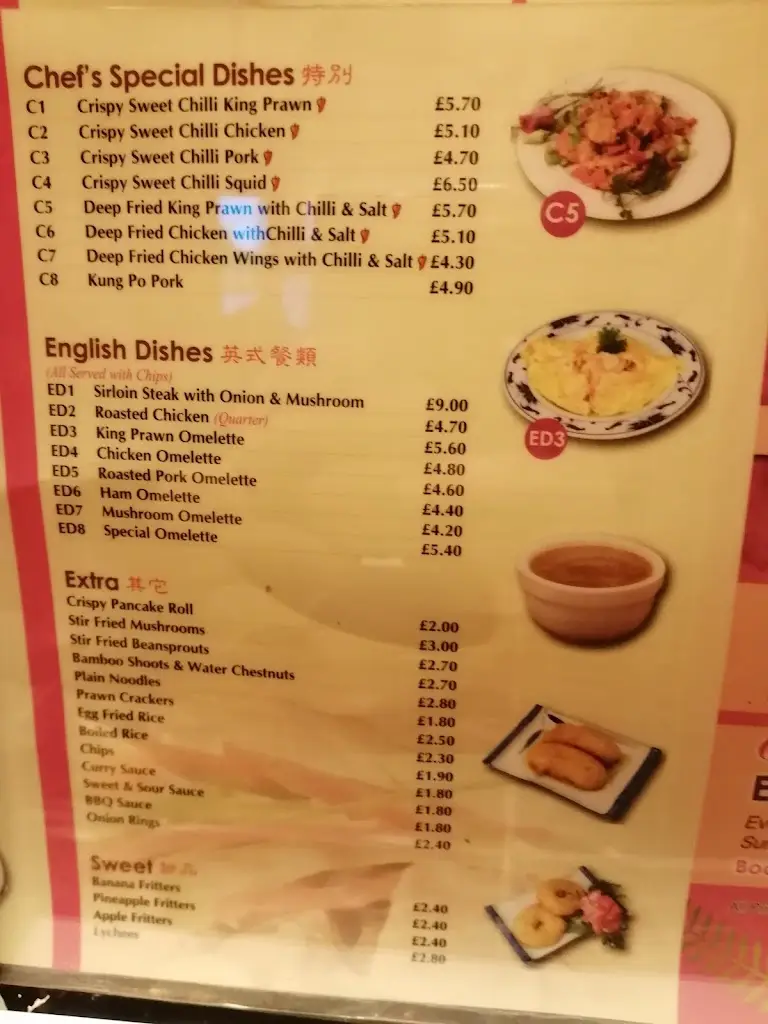 Chef's Special Dishes 特別
C1 Crispy Sweet Chilli King Prawn £5.70
C2 Crispy Sweet Chilli Chicken £5.10
C3 Crispy Sweet Chilli Pork £4.70
C4 Crispy Sweet Chilli Squid £6.50
C5 Deep Fried King Prawn with Chilli & Salt £5.70
C6 Deep Fried Chicken withChilli & Salt £5.10
C7 Deep Fried Chicken Wings with Chilli & Salt £4.30
C8 Kung Po Pork £4.90
C5
English Dishes 英式餐類
(All Served with Chips)
ED1 Sirloin Steak with Onion & Mushroom £9.00
ED2 Roasted Chicken (Quarter) £4.70
ED3 King Prawn Omelette £5.60
ED4 Chicken Omelette £4.80
ED5 Roasted Pork Omelette £4.60
ED6 Ham Omelette £4.40
ED7 Mushroom Omelette £4.20
ED8 Special Omelette £5.40
ED3
Extra 其它
Crispy Pancake Roll £2.00
Stir Fried Mushrooms £3.00
Stir Fried Beansprouts £2.70
Bamboo Shoots & Water Chestnuts £2.70
Plain Noodles £2.80
Prawn Crackers £1.80
Egg Fried Rice £2.50
Boiled Rice £2.30
Chips £1.90
Curry Sauce £1.80
Sweet & Sour Sauce £1.80
BBQ Sauce £1.80
Onion Rings £2.40
Sweet
Banana Fritters £2.40
Pineapple Fritters £2.40
Apple Fritters £2.40
Lychees £2.80